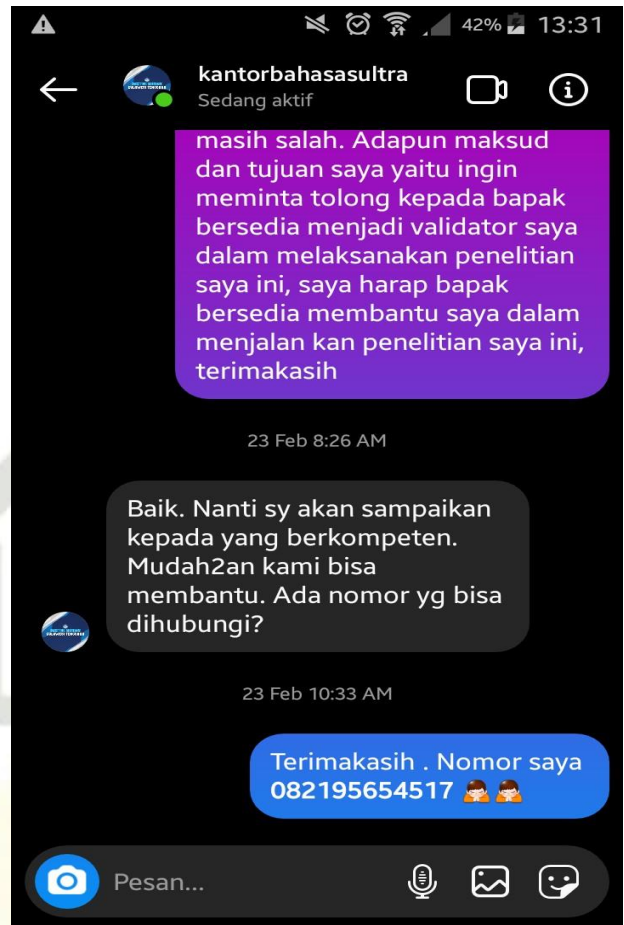 42% 13:31
kantorbahasasultra
Sedang aktif
masih salah. Adapun maksud
dan tujuan saya yaitu ingin
meminta tolong kepada bapak
bersedia menjadi validator saya
dalam melaksanakan penelitian
saya ini, saya harap bapak
bersedia membantu saya dalam
menjalan kan penelitian saya ini,
terimakasih
23 Feb 8:26 AM
Baik. Nanti sy akan sampaikan
kepada yang berkompeten.
Mudah2an kami bisa
membantu. Ada nomor yg bisa
dihubungi?
23 Feb 10:33 AM
Terimakasih . Nomor saya
082195654517 🙇🙇
Pesan...